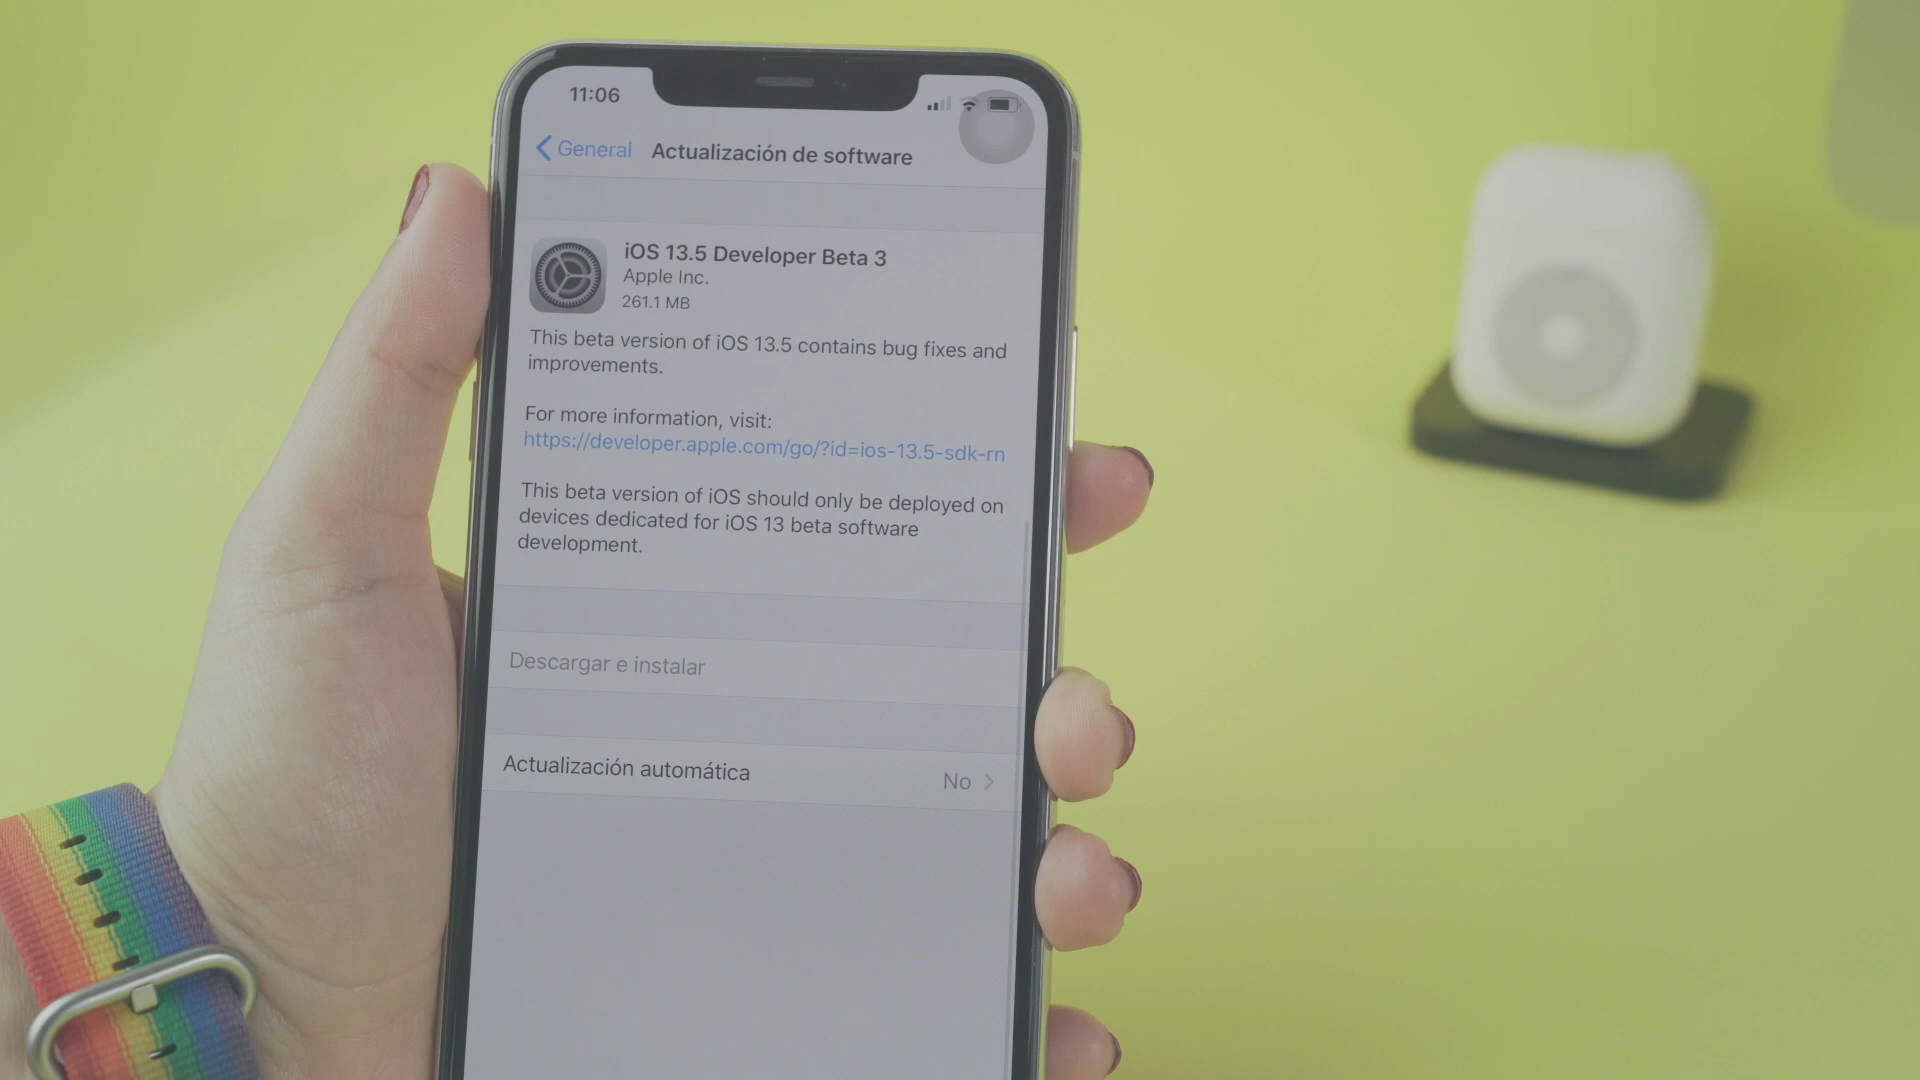 11:06
General Actualización de software
iOS 13.5 Developer Beta 3
Apple Inc.
261.1 MB
This beta version of iOS 13.5 contains bug fixes and
improvements.
For more information, visit:
https://developer.apple.com/go/?id=ios-13.5-sdk-rn
This beta version of iOS should only be deployed on
devices dedicated for iOS 13 beta software
development.
Descargar e instalar
Actualización automática No